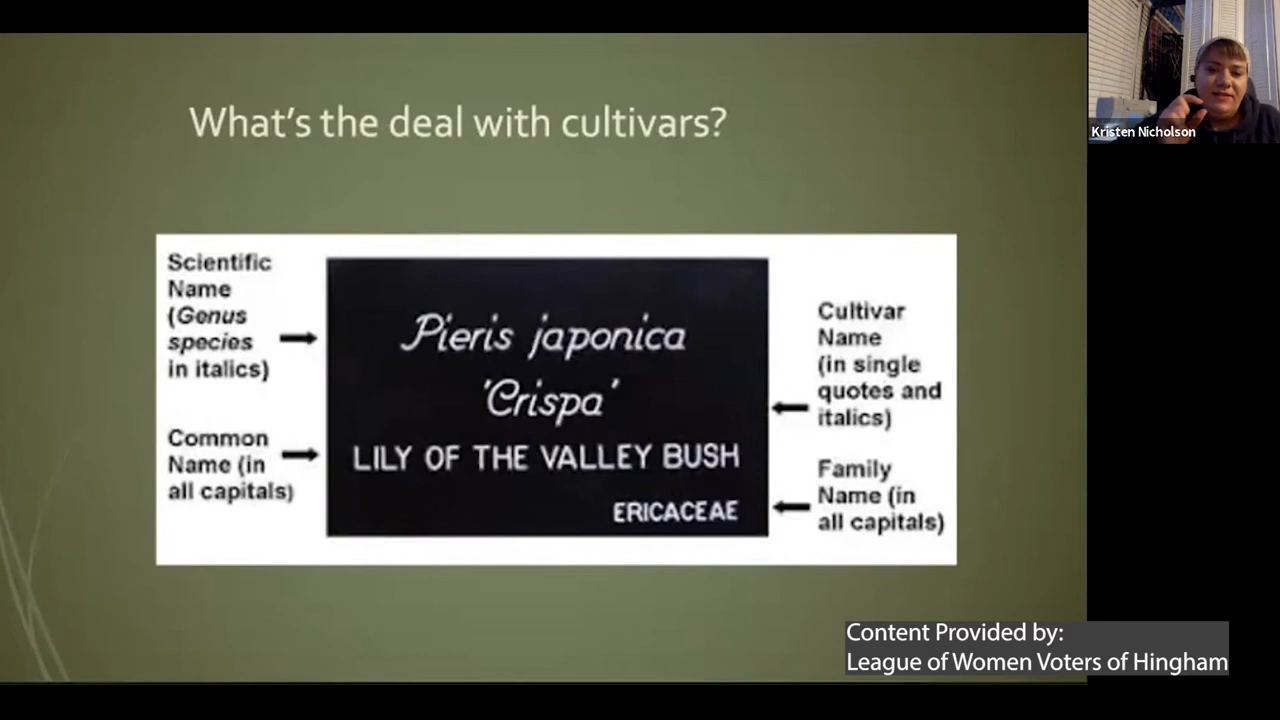 What's the deal with cultivars?
Scientific
Name
(Genus
species
in italics)
Common
Name (in
all capitals)
Pieris japonica
'Crispa'
LILY OF THE VALLEY BUSH
ERICACEAE
Cultivar
Name
(in single
quotes and
italics)
Family
Name (in
all capitals)
Kristen Nicholson
Content Provided by:
League of Women Voters of Hingham